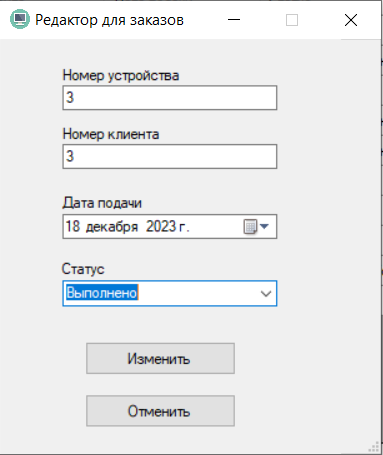 Редактор для заказов
Номер устройства
3
Номер клиента
3
Дата подачи
18 декабря 2023 г.
Статус
Выполнено
Изменить
Отменить